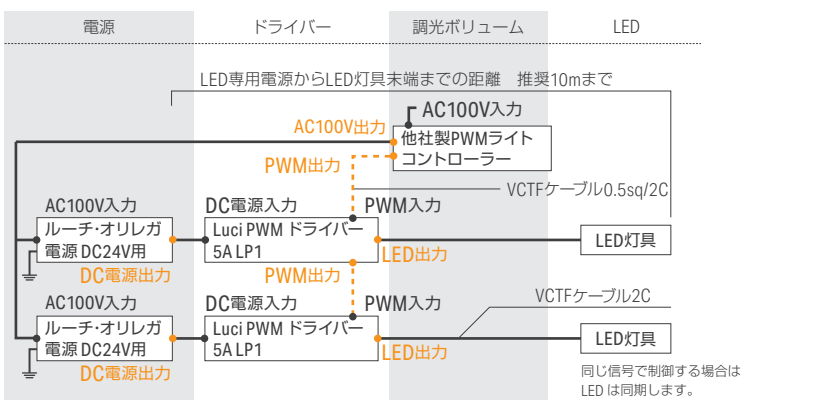 電源 ドライバー 調光ボリューム LED
LED専用電源からLED灯具末端までの距離 推奨10mまで
AC100V入力
AC100V出力
他社製PWMライト
コントローラー
PWM出力
VCTFケーブル0.5sq/2C
AC100V入力 DC電源入力 PWM入力
ルーチ・オリレガ
電源 DC24V用
Luci PWM ドライバー
5A LP1
LED灯具
LED出力
DC電源出力 PWM出力
AC100V入力 DC電源入力 PWM入力
VCTFケーブル2C
ルーチ・オリレガ
電源 DC24V用
Luci PWM ドライバー
5A LP1
LED灯具
LED出力
DC電源出力
同じ信号で制御する場合は
LED は同期します。